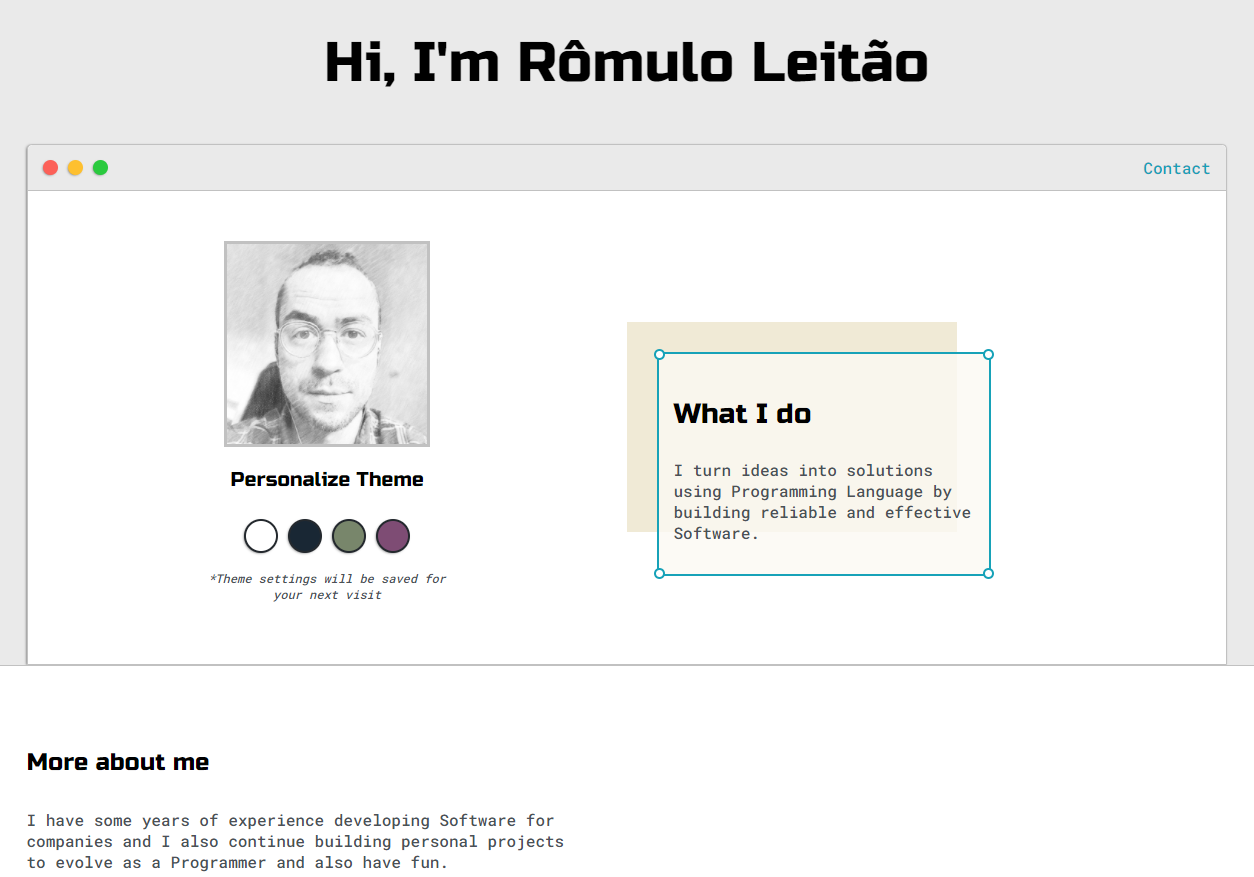 Hi, I'm Rômulo Leitão
Contact
Personalize Theme
*Theme settings will be saved for
your next visit
What I do
I turn ideas into solutions
using Programming Language by
building reliable and effective
Software.
More about me
I have some years of experience developing Software for
companies and I also continue building personal projects
to evolve as a Programmer and also have fun.